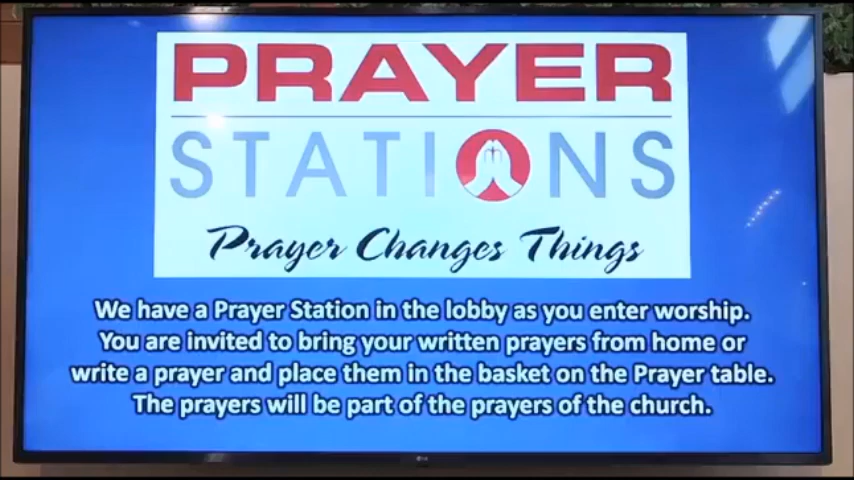 PRAYER
STATIONS
Prayer Changes Things
We have a Prayer Station in the lobby as you enter worship.
You are invited to bring your written prayers from home or
write a prayer and place them in the basket on the Prayer table.
The prayers will be part of the prayers of the church.
LG